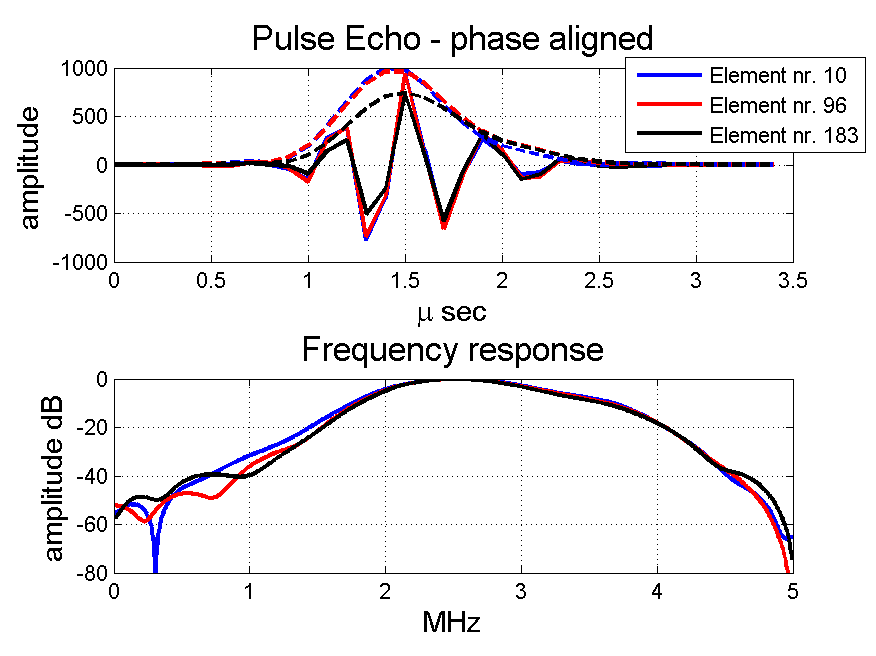 Pulse Echo - phase aligned
1000
500
0
-500
-1000
amplitude
0 0.5 1 1.5 2 2.5 3 3.5
μ sec
Element nr. 10
Element nr. 96
Element nr. 183
Frequency response
0
-20
-40
-60
-80
amplitude dB
0 1 2 3 4 5
MHz